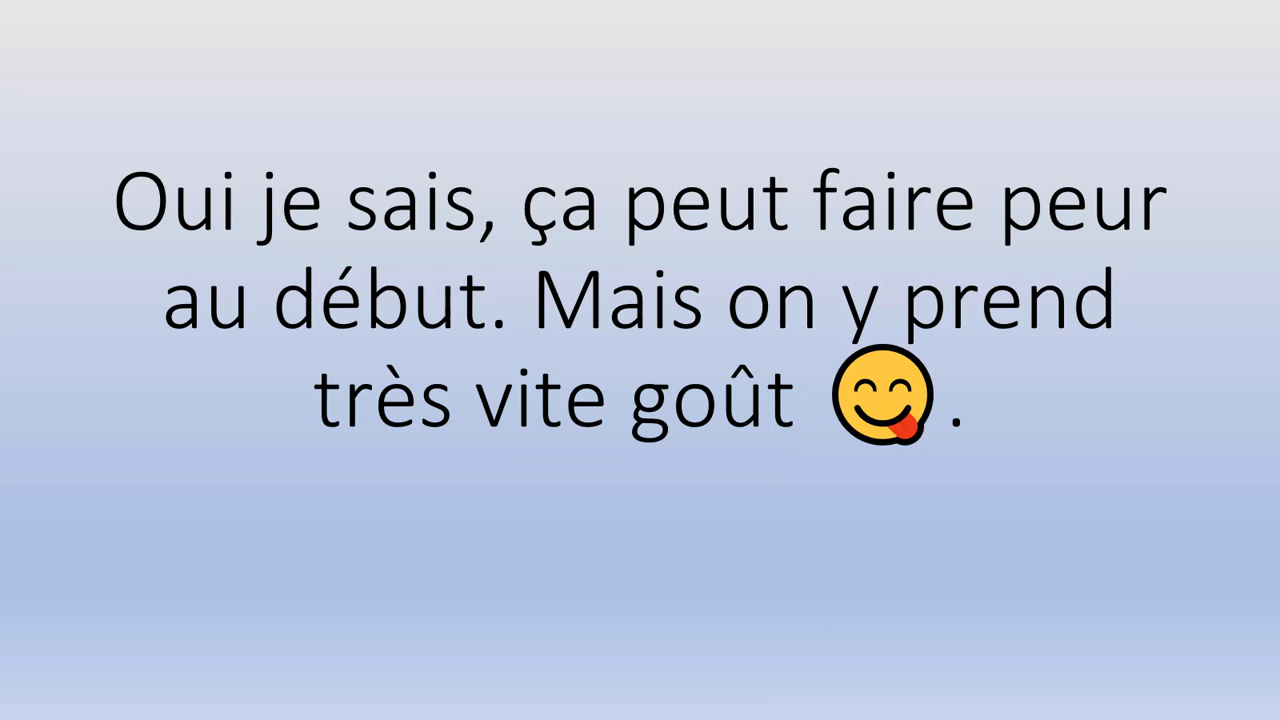 Oui je sais, ça peut faire peur
au début. Mais on y prend
très vite goût 😋.